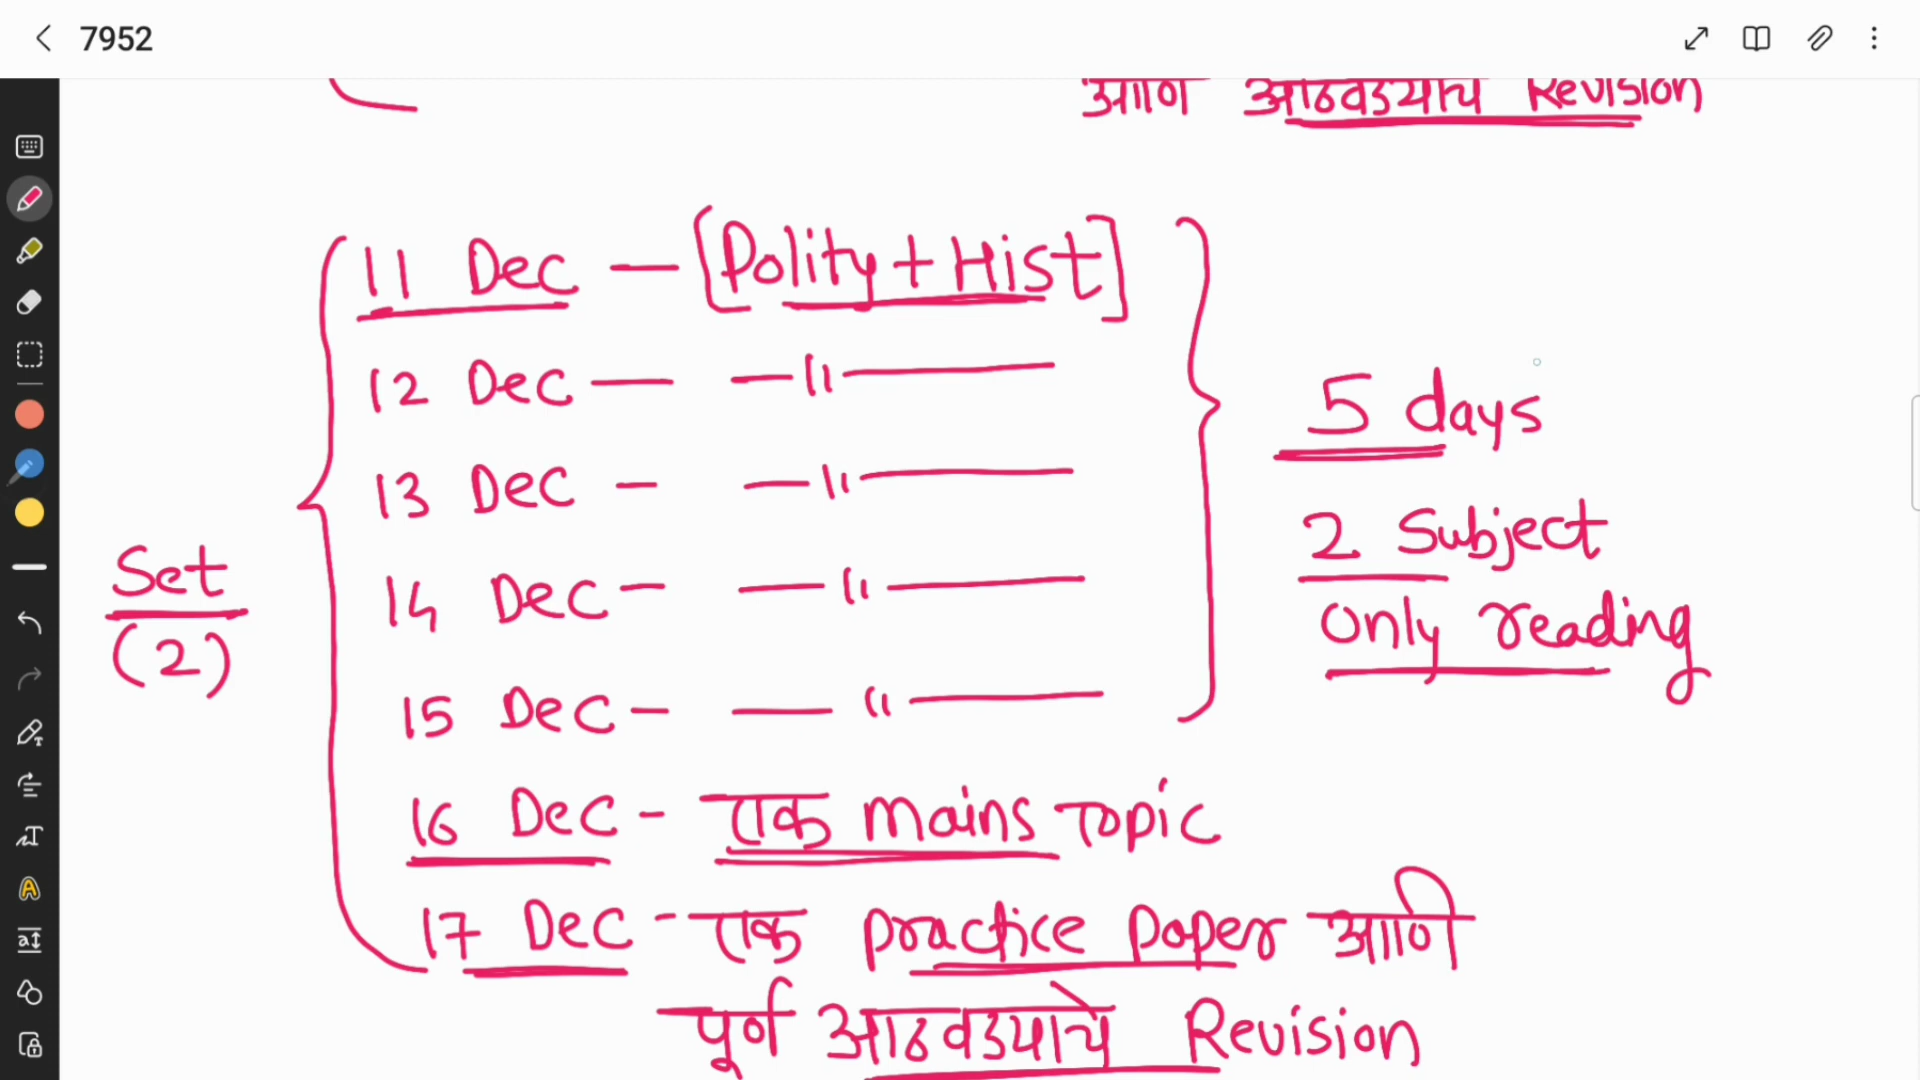 7952
आणि आठवड्याचे Revision
11 Dec — [Polity + Hist]
12 Dec — — " —
13 Dec — — " —
14 Dec — — " —
15 Dec — — " —
5 days
2 Subject
only reading
Set
(2)
16 Dec - एक mains Topic
17 Dec - एक practice paper आणि
पूर्ण आठवड्याचे Revision